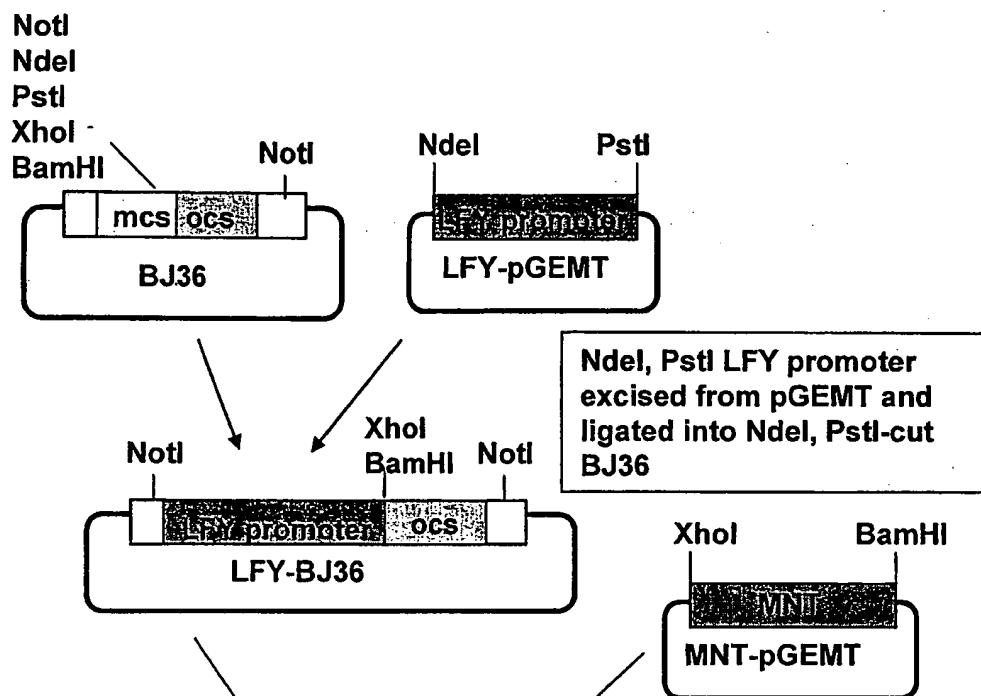 NotI
NdeI
PstI
XhoI
BamHI
NotI
mcs ocs
BJ36
NdeI PstI
LFY promoter
LFY-pGEMT
NdeI, PstI LFY promoter
excised from pGEMT and
ligated into NdeI, PstI-cut
BJ36
NotI
XhoI
BamHI
NotI
LFY promoter ocs
LFY-BJ36
XhoI BamHI
MNT
MNT-pGEMT